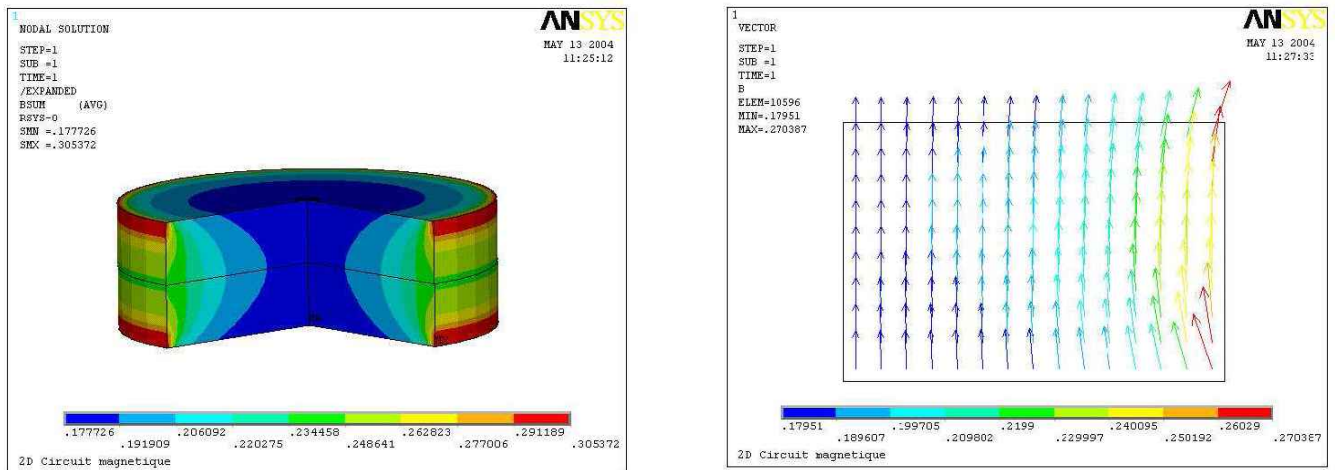 1
NODAL SOLUTION
STEP=1
SUB =1
TIME=1
/EXPANDED
BSUM (AVG)
RSYS=0
SMN =.177726
SMX =.305372
ANSYS
MAY 13 2004
11:25:12
.177726 .206092 .234458 .262823 .291189
.191909 .220275 .248641 .277006 .305372
2D Circuit magnetique
1
VECTOR
STEP=1
SUB =1
TIME=1
B
ELEM=10596
MIN=.17951
MAX=.270387
ANSYS
MAY 13 2004
11:27:33
.17951 .199705 .2199 .240095 .26029
.189607 .209802 .229997 .250192 .270387
2D Circuit magnetique